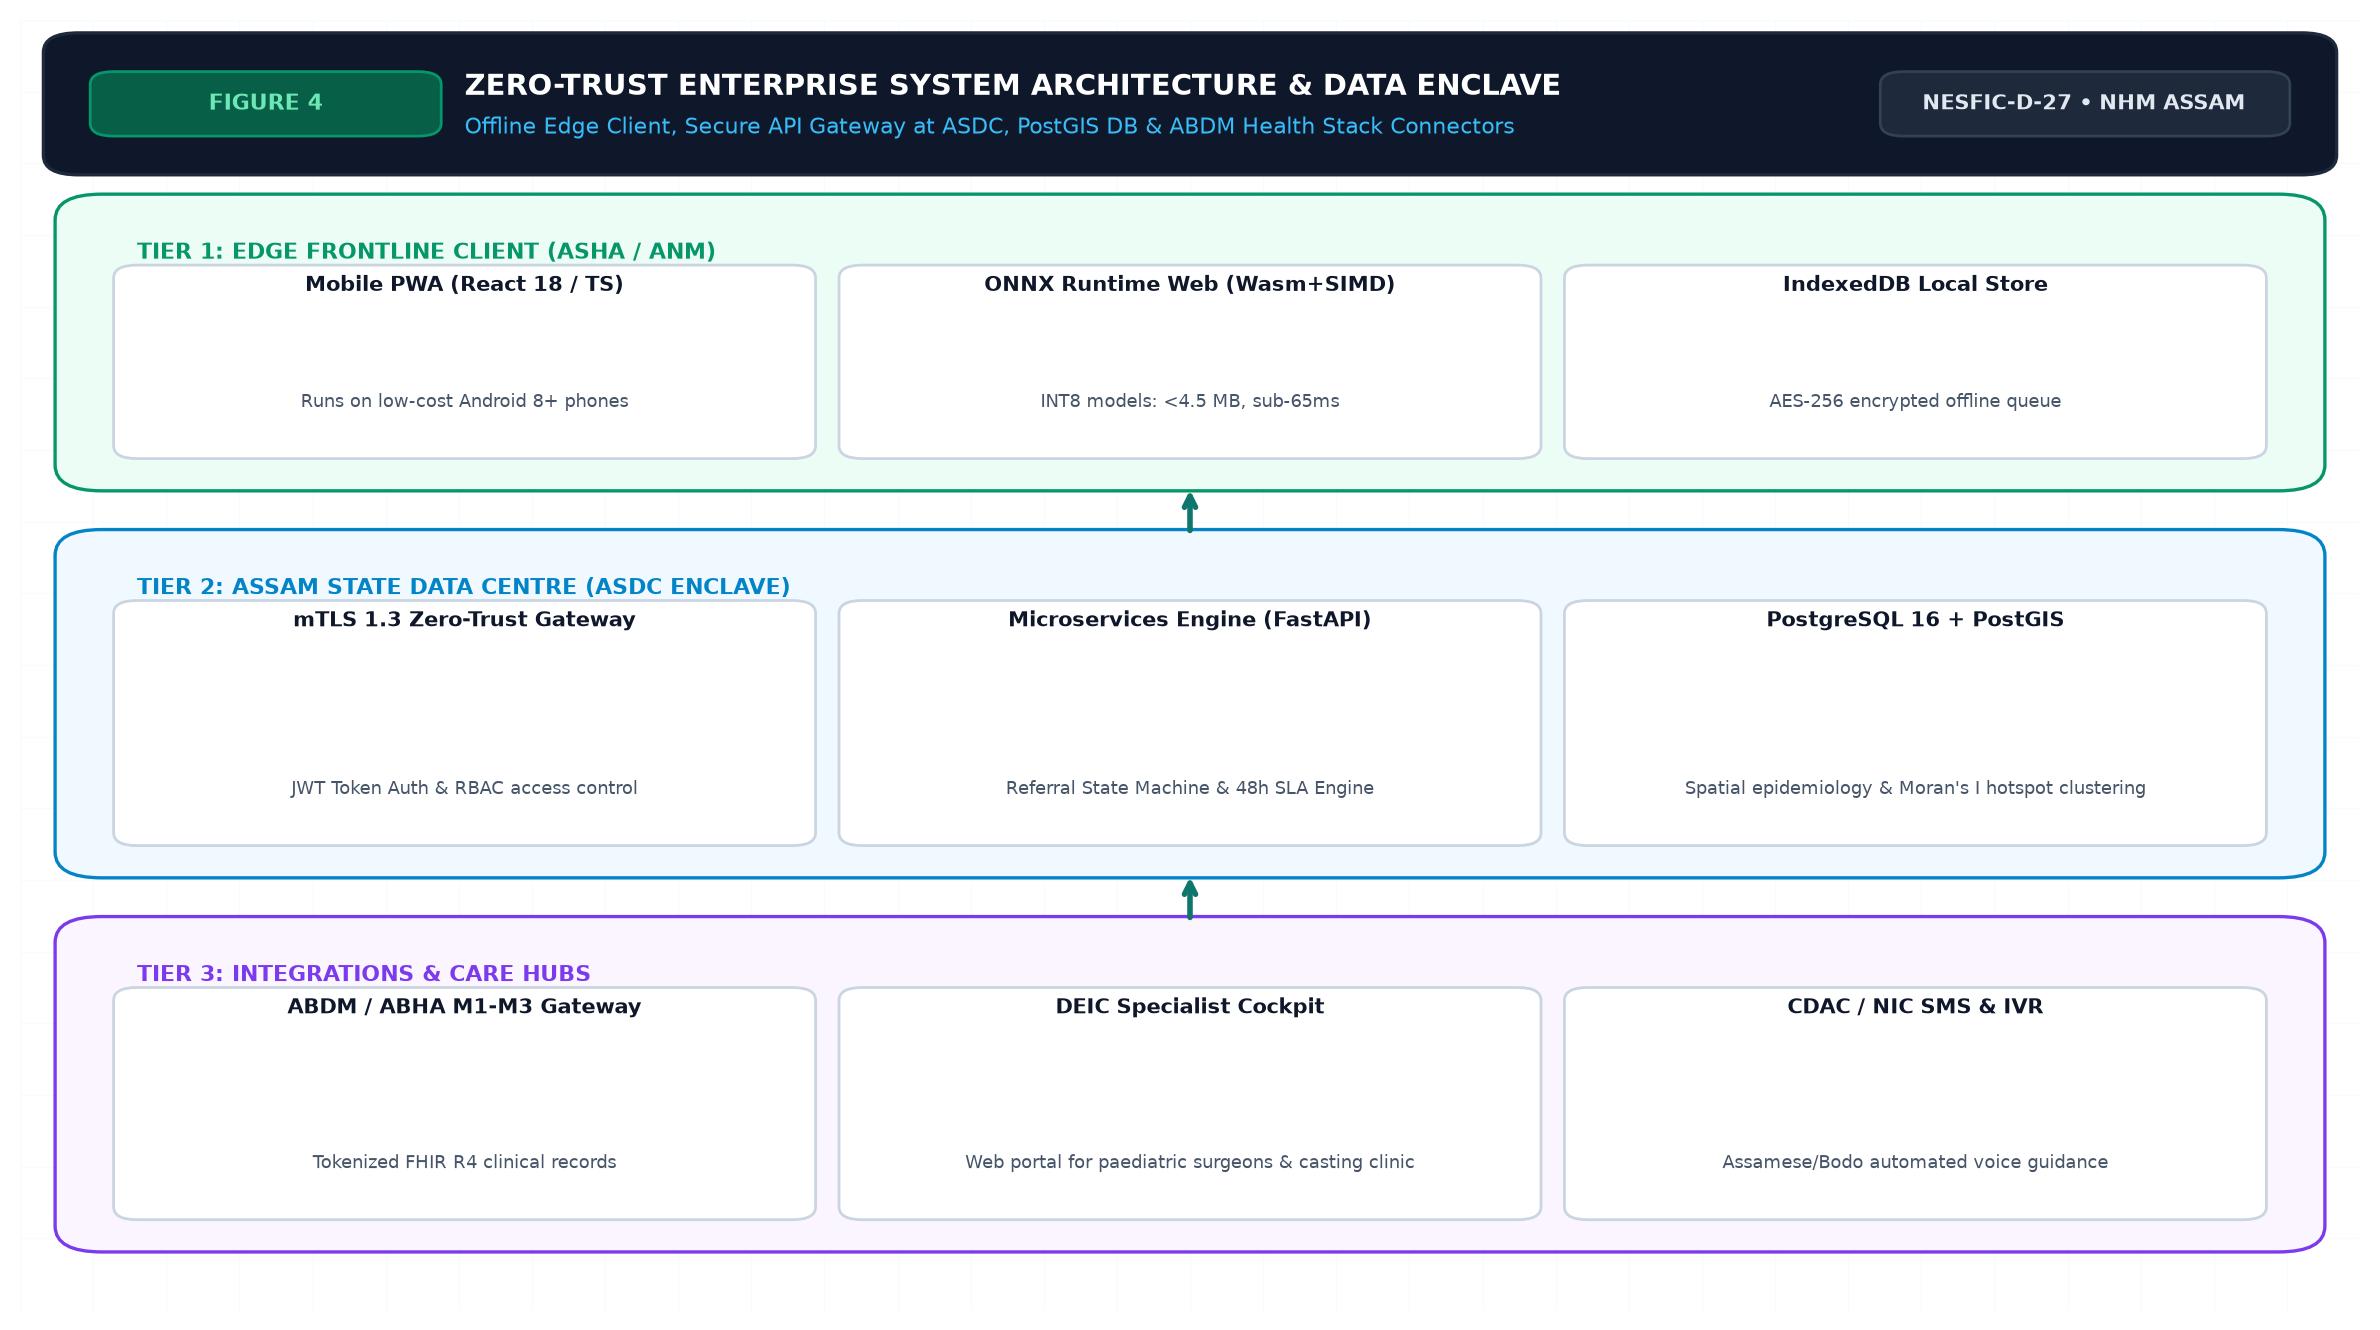 FIGURE 4
ZERO-TRUST ENTERPRISE SYSTEM ARCHITECTURE & DATA ENCLAVE
Offline Edge Client, Secure API Gateway at ASDC, PostGIS DB & ABDM Health Stack Connectors
NESFIC-D-27 • NHM ASSAM
TIER 1: EDGE FRONTLINE CLIENT (ASHA / ANM)
Mobile PWA (React 18 / TS)
Runs on low-cost Android 8+ phones
ONNX Runtime Web (Wasm+SIMD)
INT8 models: <4.5 MB, sub-65ms
IndexedDB Local Store
AES-256 encrypted offline queue
TIER 2: ASSAM STATE DATA CENTRE (ASDC ENCLAVE)
mTLS 1.3 Zero-Trust Gateway
JWT Token Auth & RBAC access control
Microservices Engine (FastAPI)
Referral State Machine & 48h SLA Engine
PostgreSQL 16 + PostGIS
Spatial epidemiology & Moran's I hotspot clustering
TIER 3: INTEGRATIONS & CARE HUBS
ABDM / ABHA M1-M3 Gateway
Tokenized FHIR R4 clinical records
DEIC Specialist Cockpit
Web portal for paediatric surgeons & casting clinic
CDAC / NIC SMS & IVR
Assamese/Bodo automated voice guidance